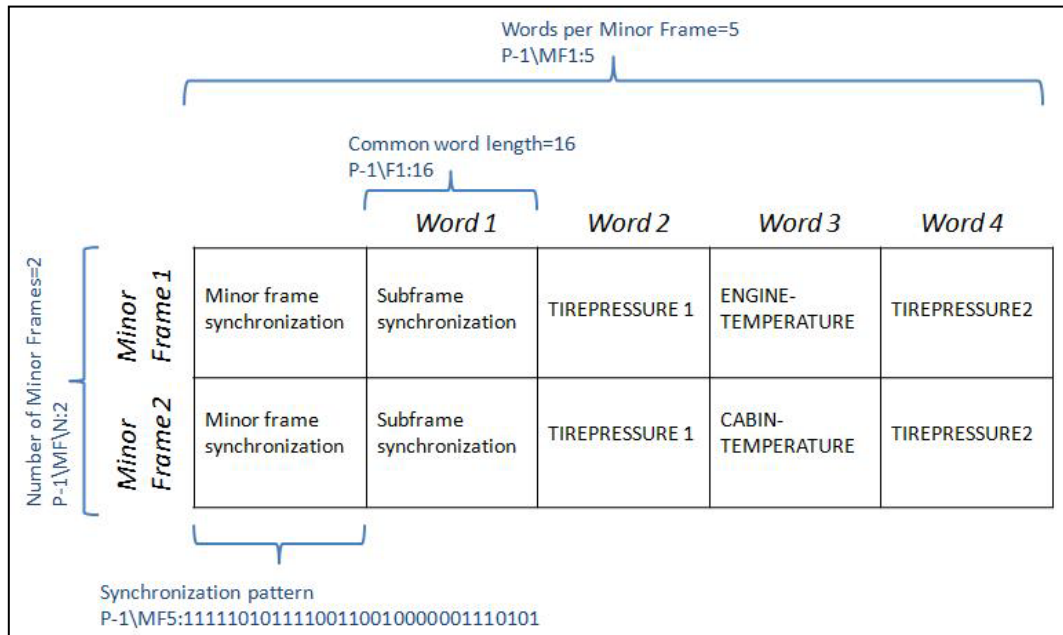 Words per Minor Frame=5
P-1\MF1:5
Common word length=16
P-1\F1:16
Word 1 Word 2 Word 3 Word 4
Number of Minor Frames=2
P-1\MF\N:2
Minor
Frame 1
Minor frame
synchronization
Subframe
synchronization
TIREPRESSURE 1
ENGINE-
TEMPERATURE
TIREPRESSURE2
Minor
Frame 2
Minor frame
synchronization
Subframe
synchronization
TIREPRESSURE 1
CABIN-
TEMPERATURE
TIREPRESSURE2
Synchronization pattern
P-1\MF5:11111010111100110010000001110101